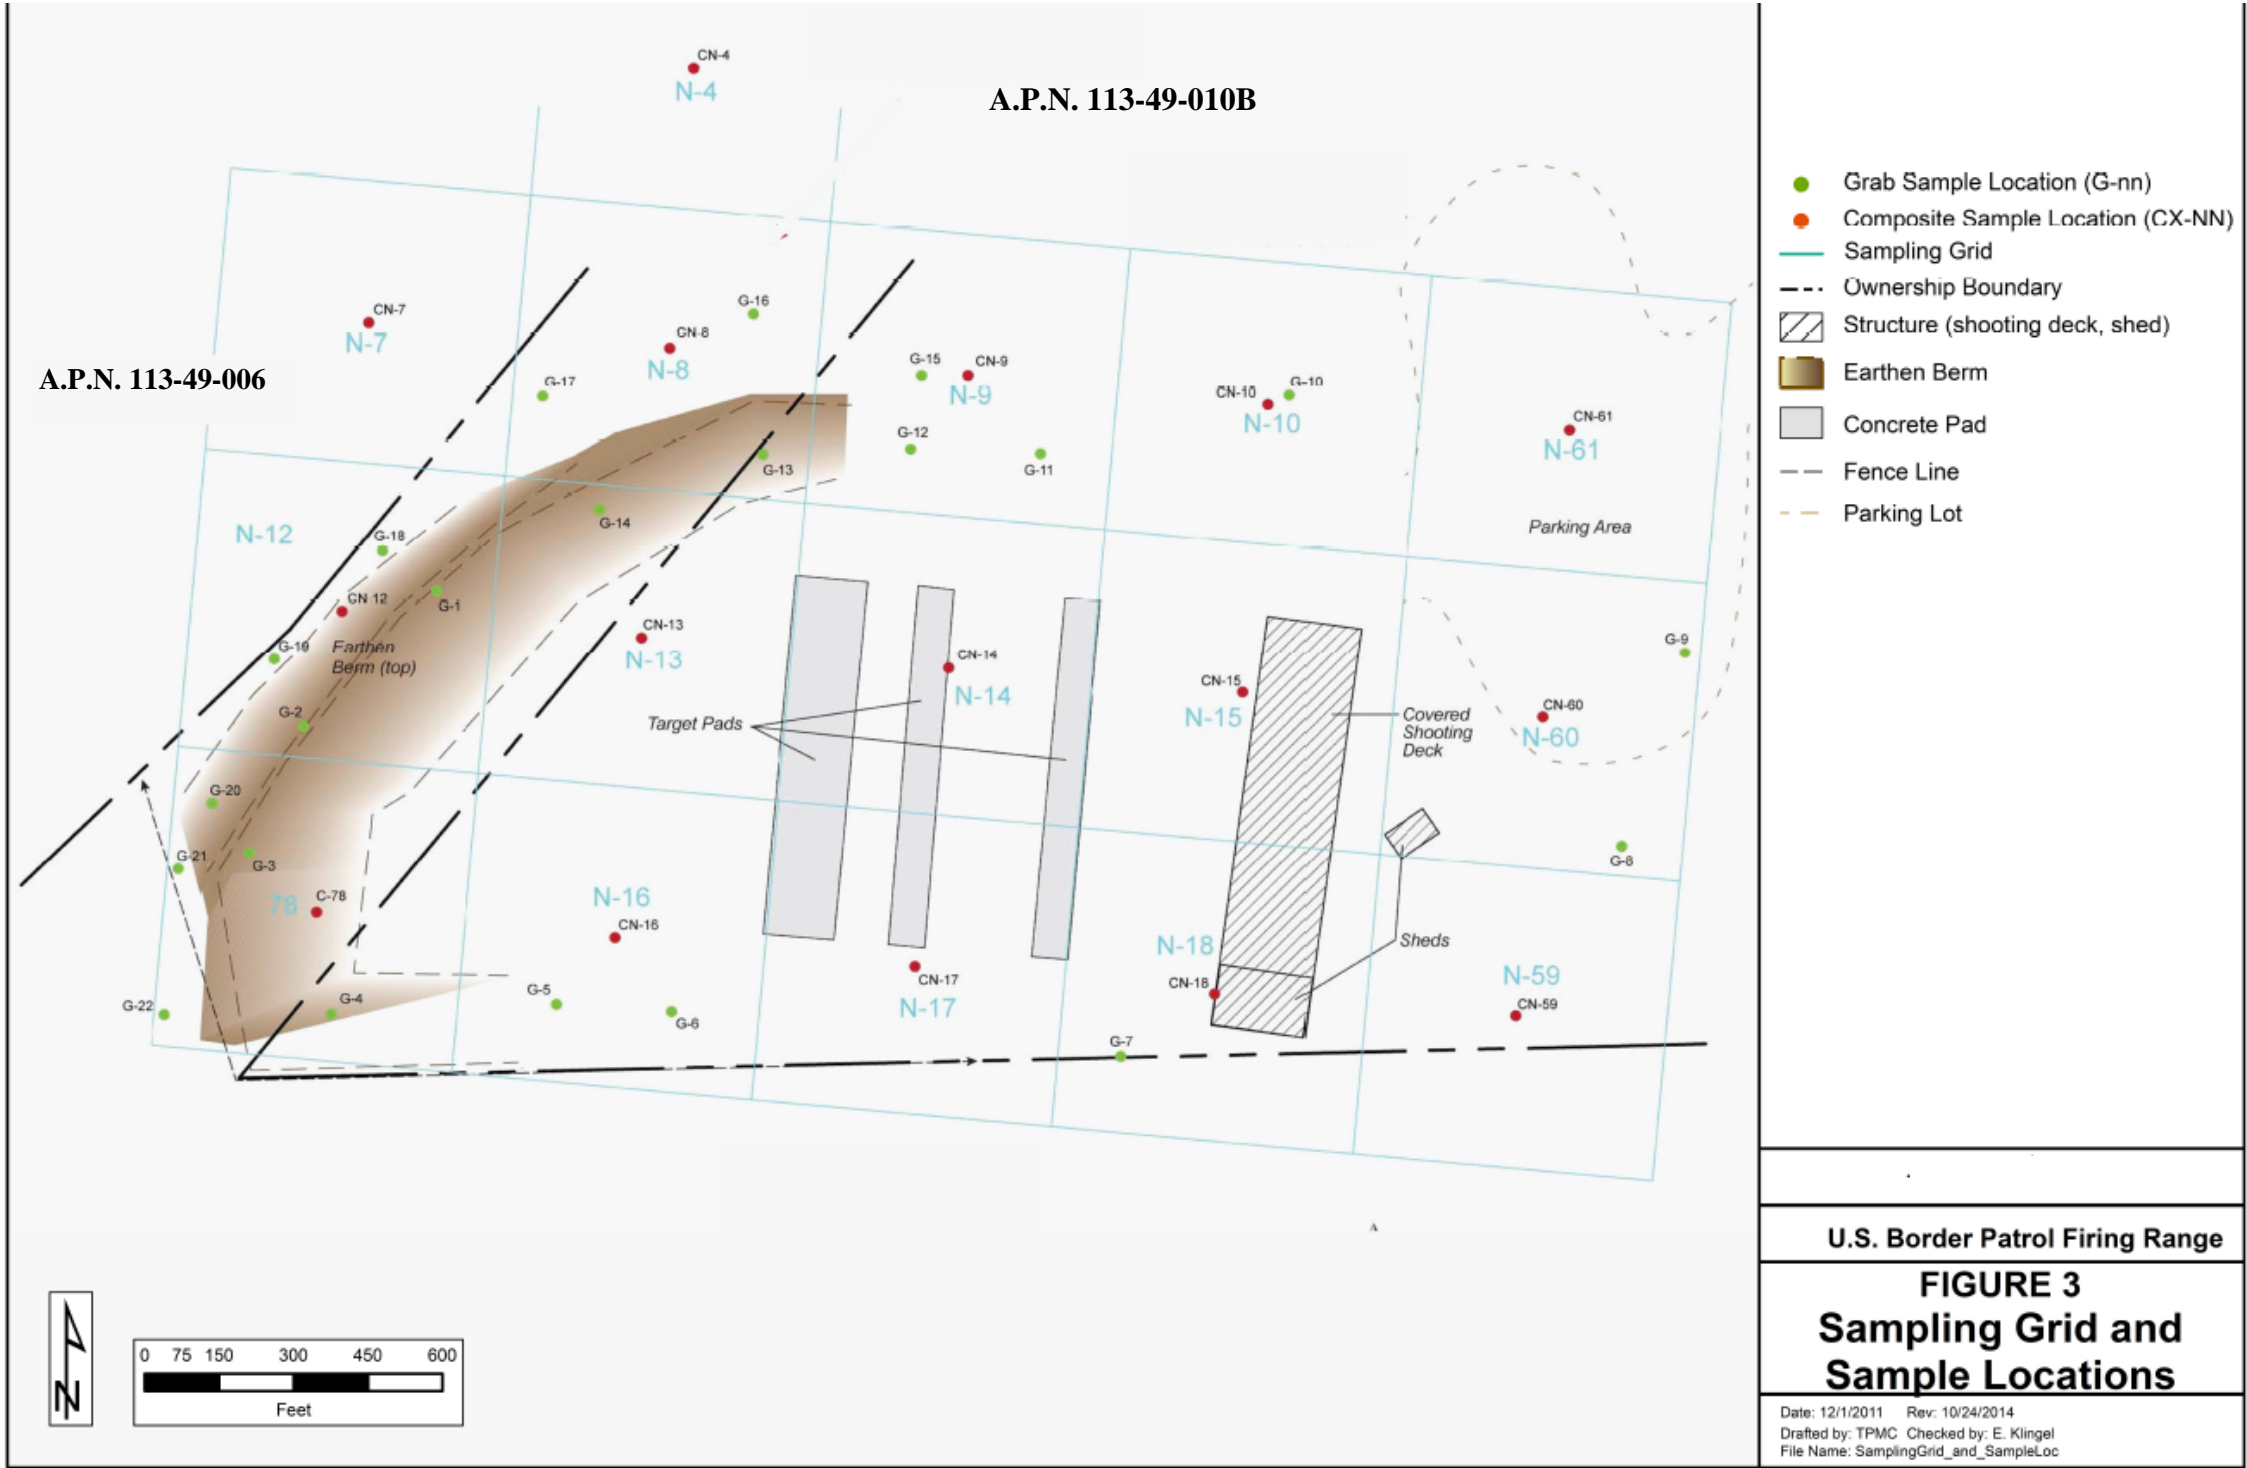 CN-4
N-4
A.P.N. 113-49-010B
CN-7
N-7
A.P.N. 113-49-006
G-16
CN-8
N-8
G-17
G-15
CN-9
N-9
G-12
G-11
G-13
CN-10
G-10
N-10
CN-61
N-61
Parking Area
N-12
G-18
G-14
CN-12
G-1
G-19
Earthen
Berm (top)
G-2
CN-13
N-13
Target Pads
CN-14
N-14
CN-15
N-15
Covered
Shooting
Deck
G-9
CN-60
N-60
G-20
G-21
G-3
78
C-78
G-8
N-16
CN-16
Sheds
N-18
CN-18
CN-17
N-17
N-59
CN-59
G-22
G-4
G-5
G-6
G-7
A
N
0 75 150 300 450 600
Feet
Grab Sample Location (G-nn)
Composite Sample Location (CX-NN)
Sampling Grid
Ownership Boundary
Structure (shooting deck, shed)
Earthen Berm
Concrete Pad
Fence Line
Parking Lot
U.S. Border Patrol Firing Range
FIGURE 3
Sampling Grid and
Sample Locations
Date: 12/1/2011 Rev: 10/24/2014
Drafted by: TPMC Checked by: E. Klingel
File Name: SamplingGrid_and_SampleLoc